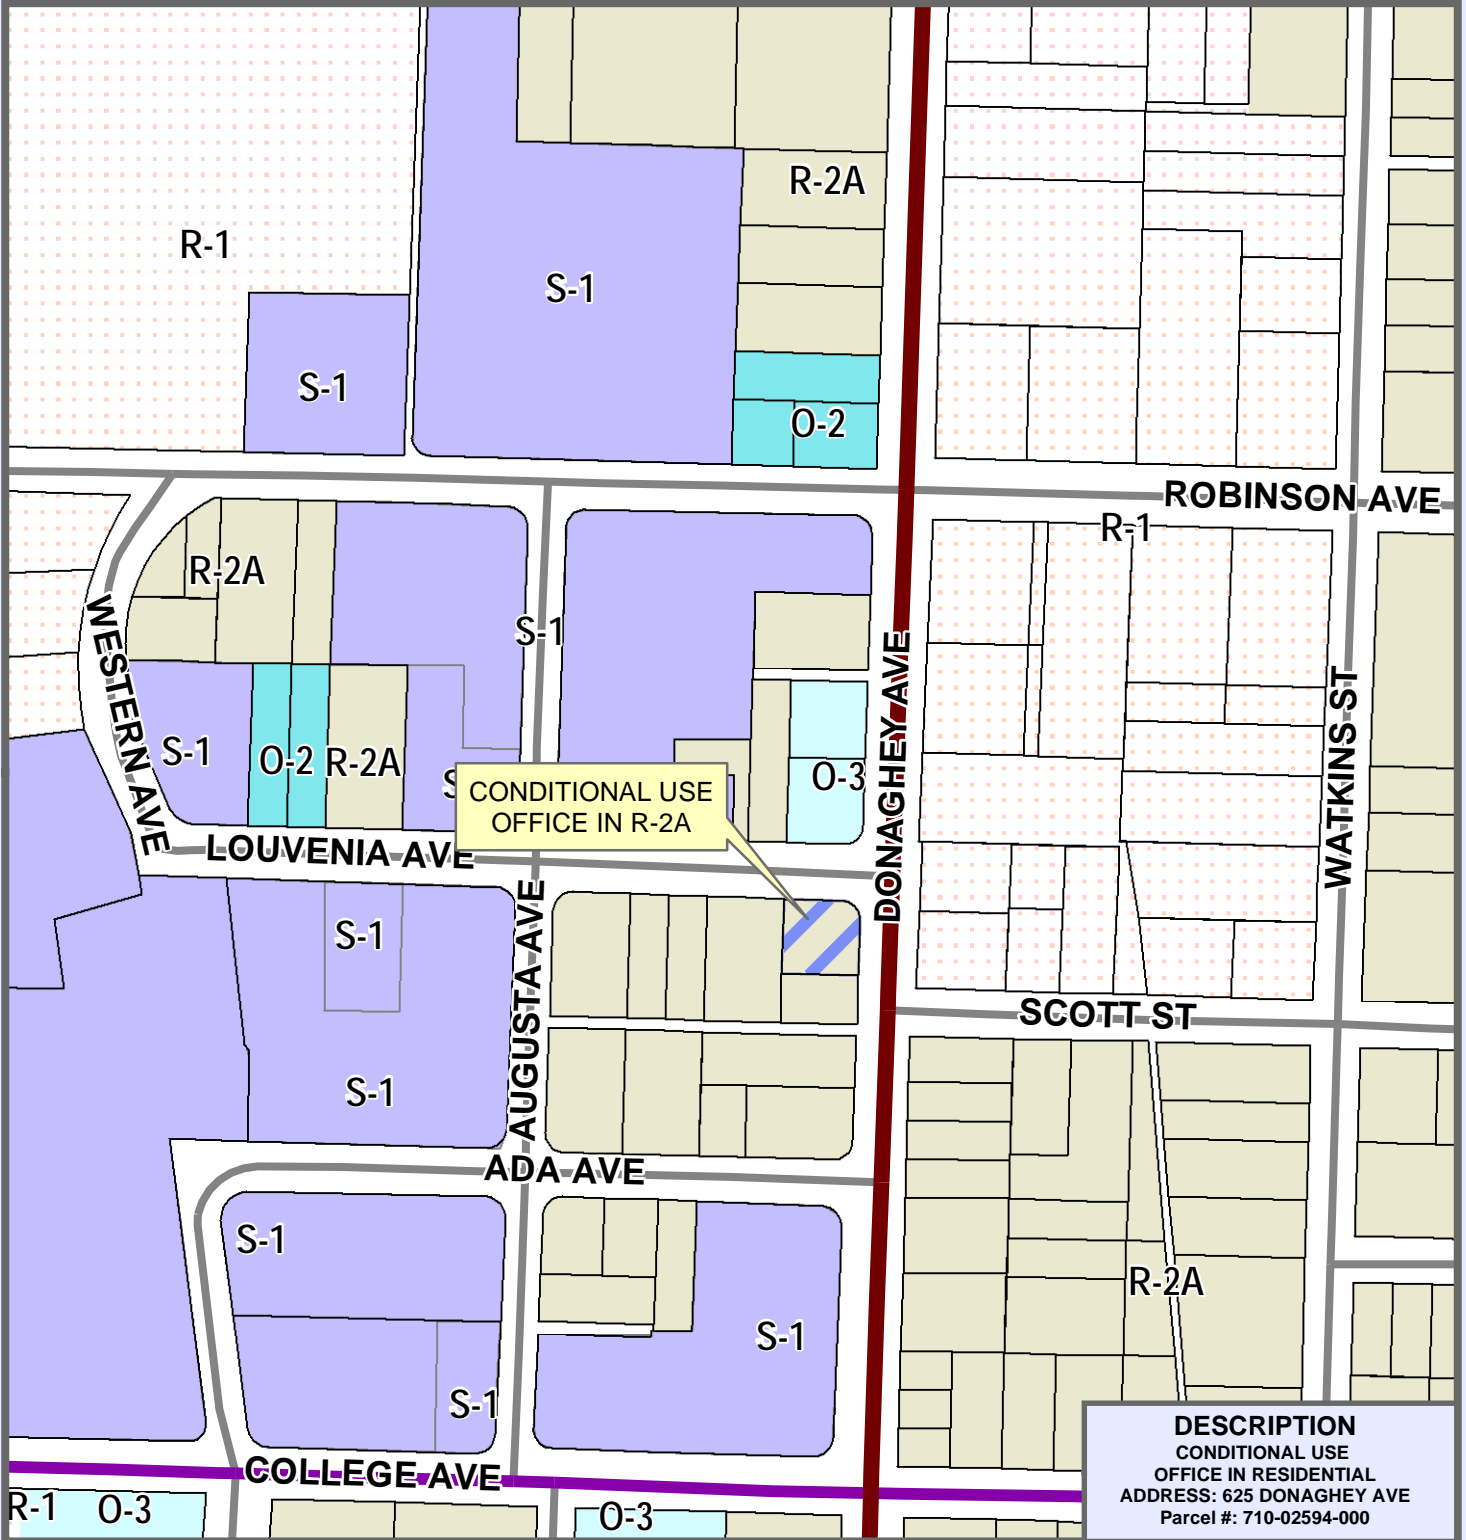 R-2A
R-1
S-1
S-1
O-2
ROBINSON AVE
R-1
R-2A
S-1
WESTERN AVE
DONAGHEY AVE
WATKINS ST
S-1
O-2
R-2A
O-3
CONDITIONAL USE
OFFICE IN R-2A
LOUVENIA AVE
S-1
AUGUSTA AVE
SCOTT ST
S-1
ADA AVE
S-1
R-2A
S-1
S-1
COLLEGE AVE
R-1
O-3
O-3
DESCRIPTION
CONDITIONAL USE
OFFICE IN RESIDENTIAL
ADDRESS: 625 DONAGHEY AVE
Parcel #: 710-02594-000